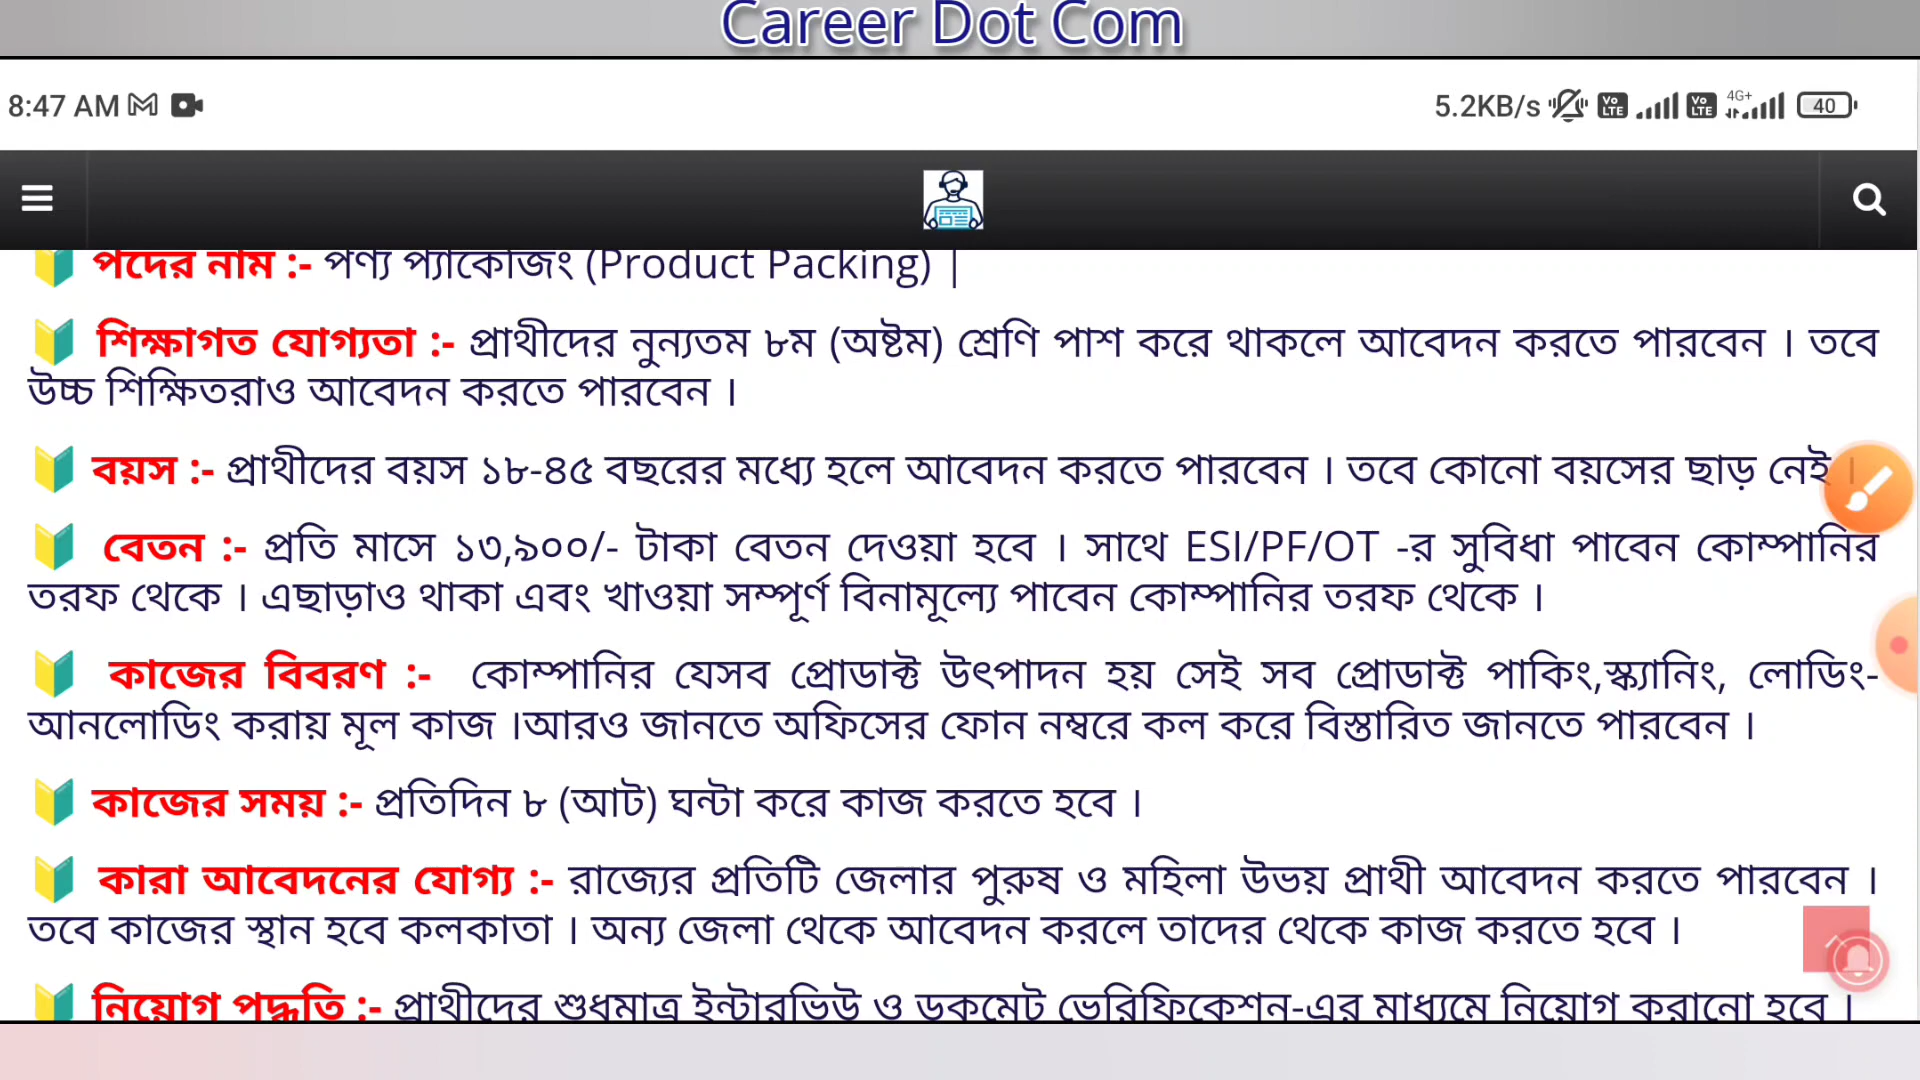 Career Dot Com
8:47 AM
5.2KB/s
Vo LTE
Vo LTE
4G+
40
পদের নাম :- পণ্য প্যাকেজিং (Product Packing) |
শিক্ষাগত যোগ্যতা :- প্রাথীদের নুন্যতম ৮ম (অষ্টম) শ্রেণি পাশ করে থাকলে আবেদন করতে পারবেন । তবে
উচ্চ শিক্ষিতরাও আবেদন করতে পারবেন ।
বয়স :- প্রাথীদের বয়স ১৮-৪৫ বছরের মধ্যে হলে আবেদন করতে পারবেন । তবে কোনো বয়সের ছাড় নেই ।
বেতন :- প্রতি মাসে ১৩,৯০০/- টাকা বেতন দেওয়া হবে । সাথে ESI/PF/OT -র সুবিধা পাবেন কোম্পানির
তরফ থেকে । এছাড়াও থাকা এবং খাওয়া সম্পূর্ণ বিনামূল্যে পাবেন কোম্পানির তরফ থেকে ।
কাজের বিবরণ :- কোম্পানির যেসব প্রোডাক্ট উৎপাদন হয় সেই সব প্রোডাক্ট পাকিং,স্ক্যানিং, লোডিং-
আনলোডিং করায় মূল কাজ ।আরও জানতে অফিসের ফোন নম্বরে কল করে বিস্তারিত জানতে পারবেন ।
কাজের সময় :- প্রতিদিন ৮ (আট) ঘন্টা করে কাজ করতে হবে ।
কারা আবেদনের যোগ্য :- রাজ্যের প্রতিটি জেলার পুরুষ ও মহিলা উভয় প্রাথী আবেদন করতে পারবেন ।
তবে কাজের স্থান হবে কলকাতা । অন্য জেলা থেকে আবেদন করলে তাদের থেকে কাজ করতে হবে ।
নিয়োগ পদ্ধতি :- প্রাথীদের শুধমাত্র ইন্টারভিউ ও ডকমেট ভেরিফিকেশন-এর মাধ্যমে নিয়োগ করানো হবে ।